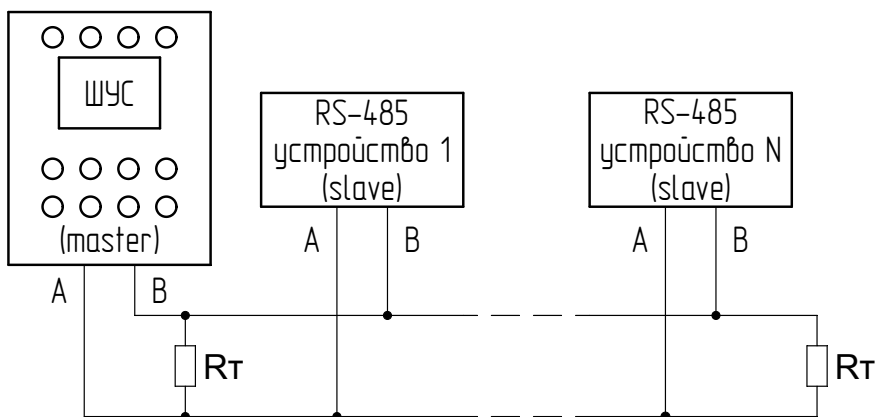 ШУС
(master)
A
B
RS-485
устройство 1
(slave)
A
B
RS-485
устройство N
(slave)
A
B
Rт
Rт